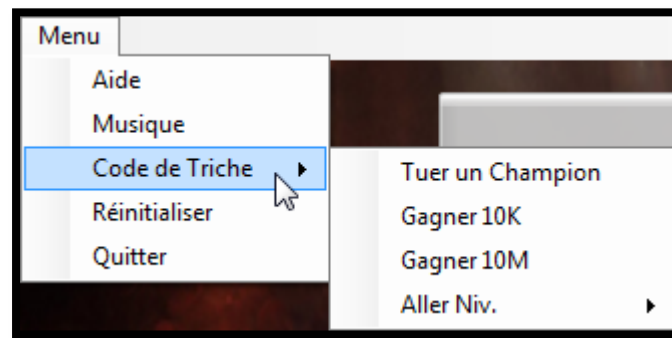 Menu
Aide
Musique
Code de Triche
Réinitialiser
Quitter
Tuer un Champion
Gagner 10K
Gagner 10M
Aller Niv.